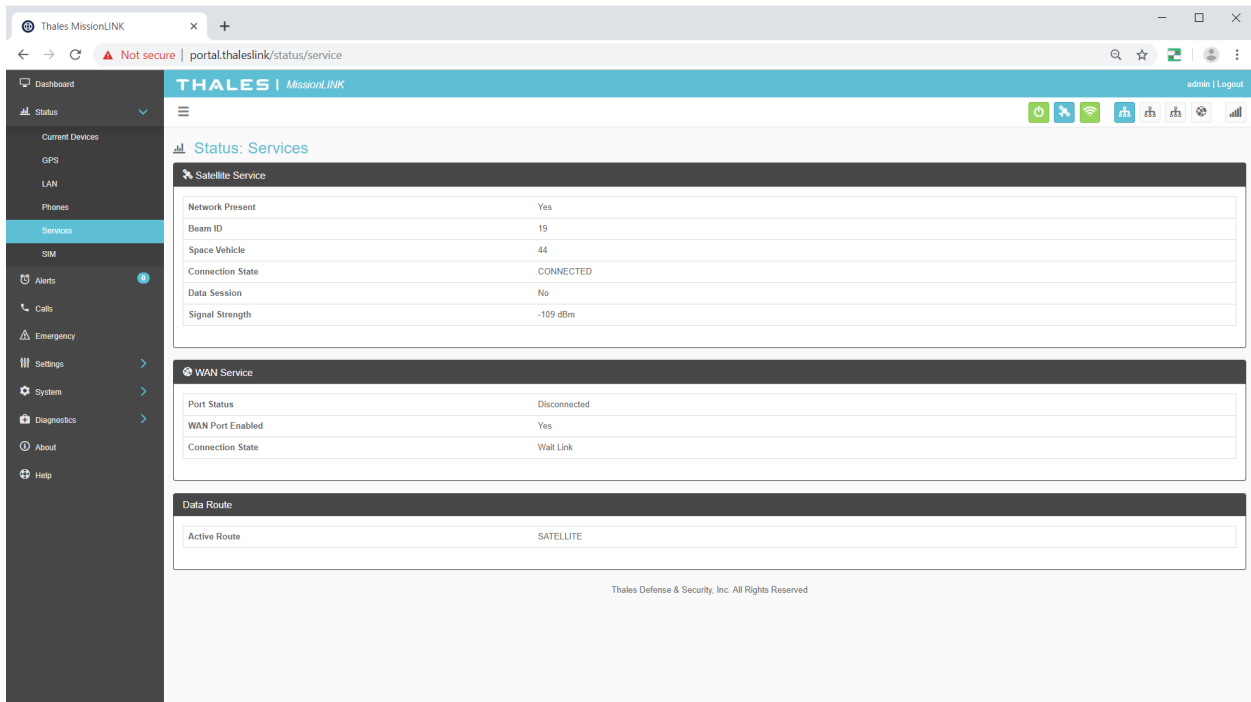 Thales MissionLINK
Not secure | portal.thaleslink/status/service
Dashboard
THALES | MissionLINK
admin | Logout
Status
Current Devices
GPS
LAN
Phones
Services
SIM
Alerts 0
Calls
Emergency
Settings
System
Diagnostics
About
Help
Status: Services
Satellite Service
Network Present Yes
Beam ID 19
Space Vehicle 44
Connection State CONNECTED
Data Session No
Signal Strength -109 dBm
WAN Service
Port Status Disconnected
WAN Port Enabled Yes
Connection State Wait Link
Data Route
Active Route SATELLITE
Thales Defense & Security, Inc. All Rights Reserved